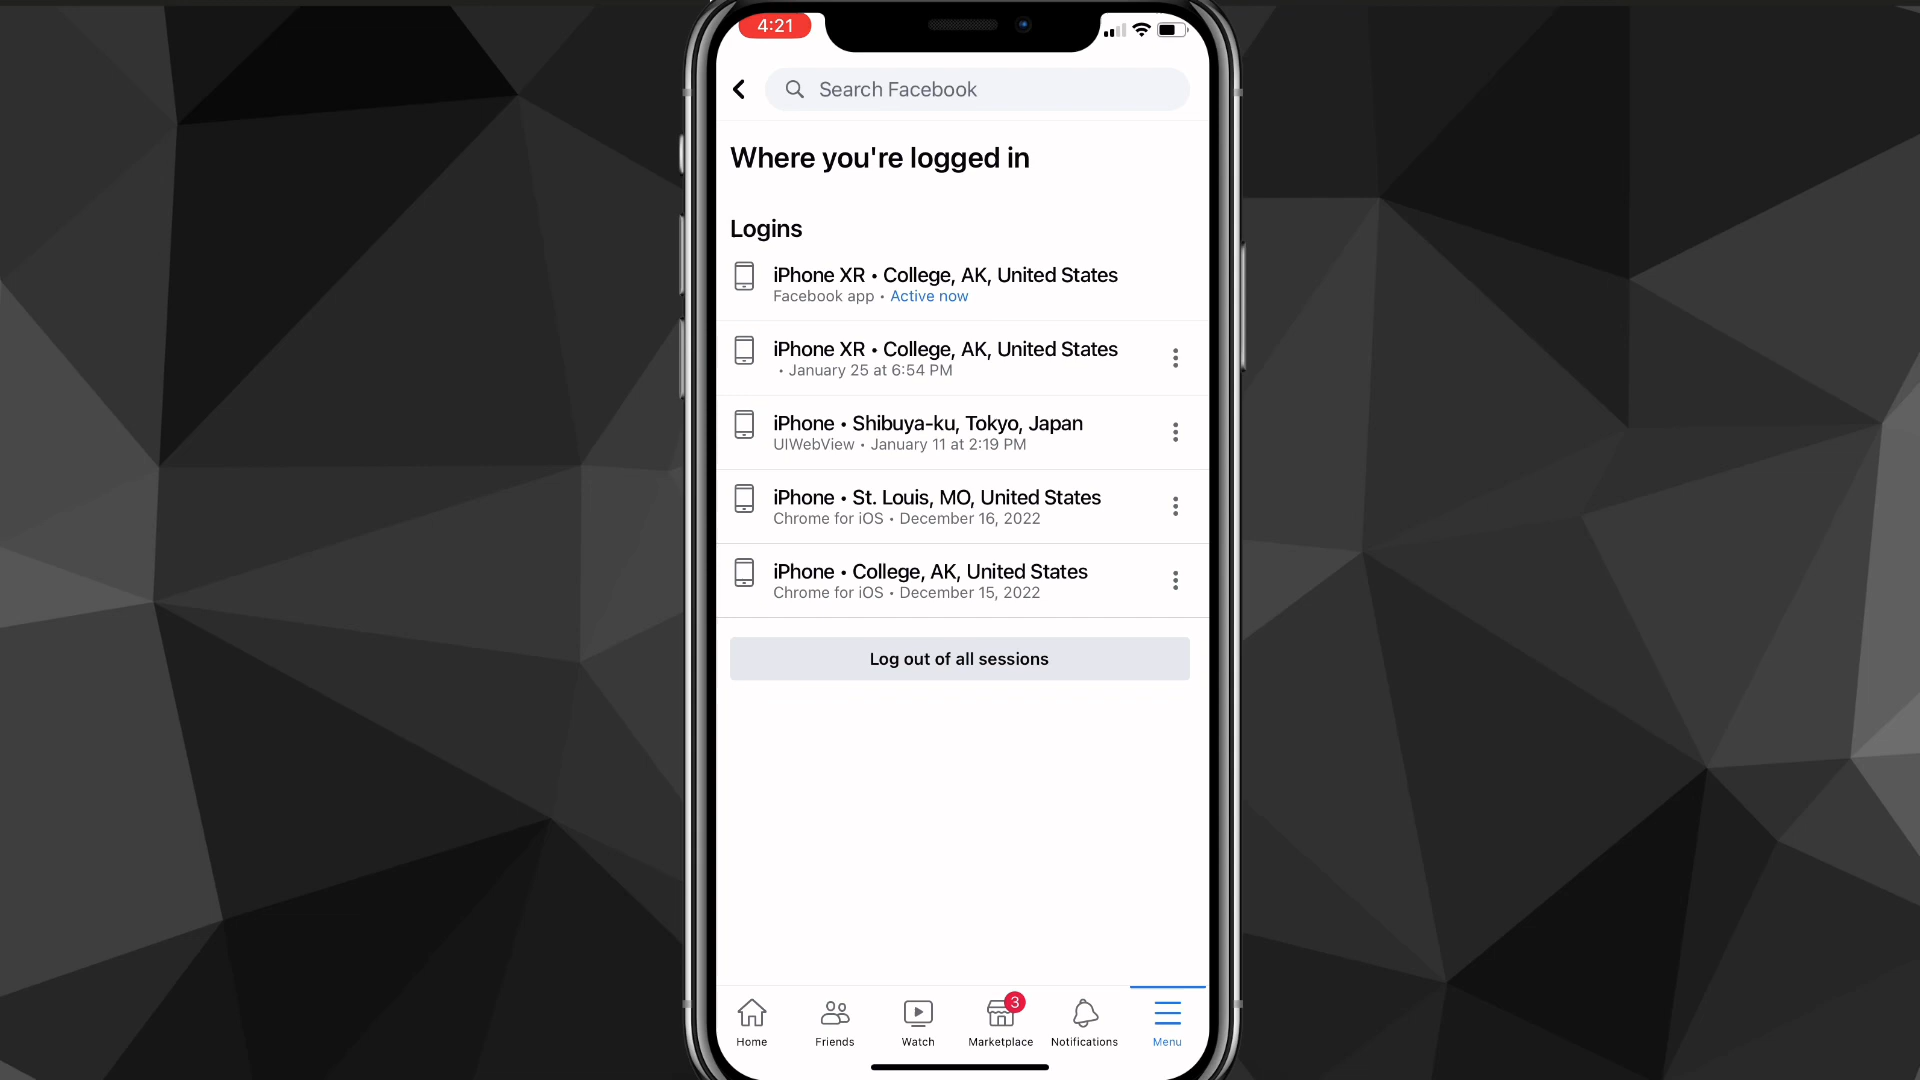 4:21
Search Facebook
Where you're logged in
Logins
iPhone XR • College, AK, United States
Facebook app • Active now
iPhone XR • College, AK, United States
• January 25 at 6:54 PM
iPhone • Shibuya-ku, Tokyo, Japan
UIWebView • January 11 at 2:19 PM
iPhone • St. Louis, MO, United States
Chrome for iOS • December 16, 2022
iPhone • College, AK, United States
Chrome for iOS • December 15, 2022
Log out of all sessions
3
Home Friends Watch Marketplace Notifications Menu